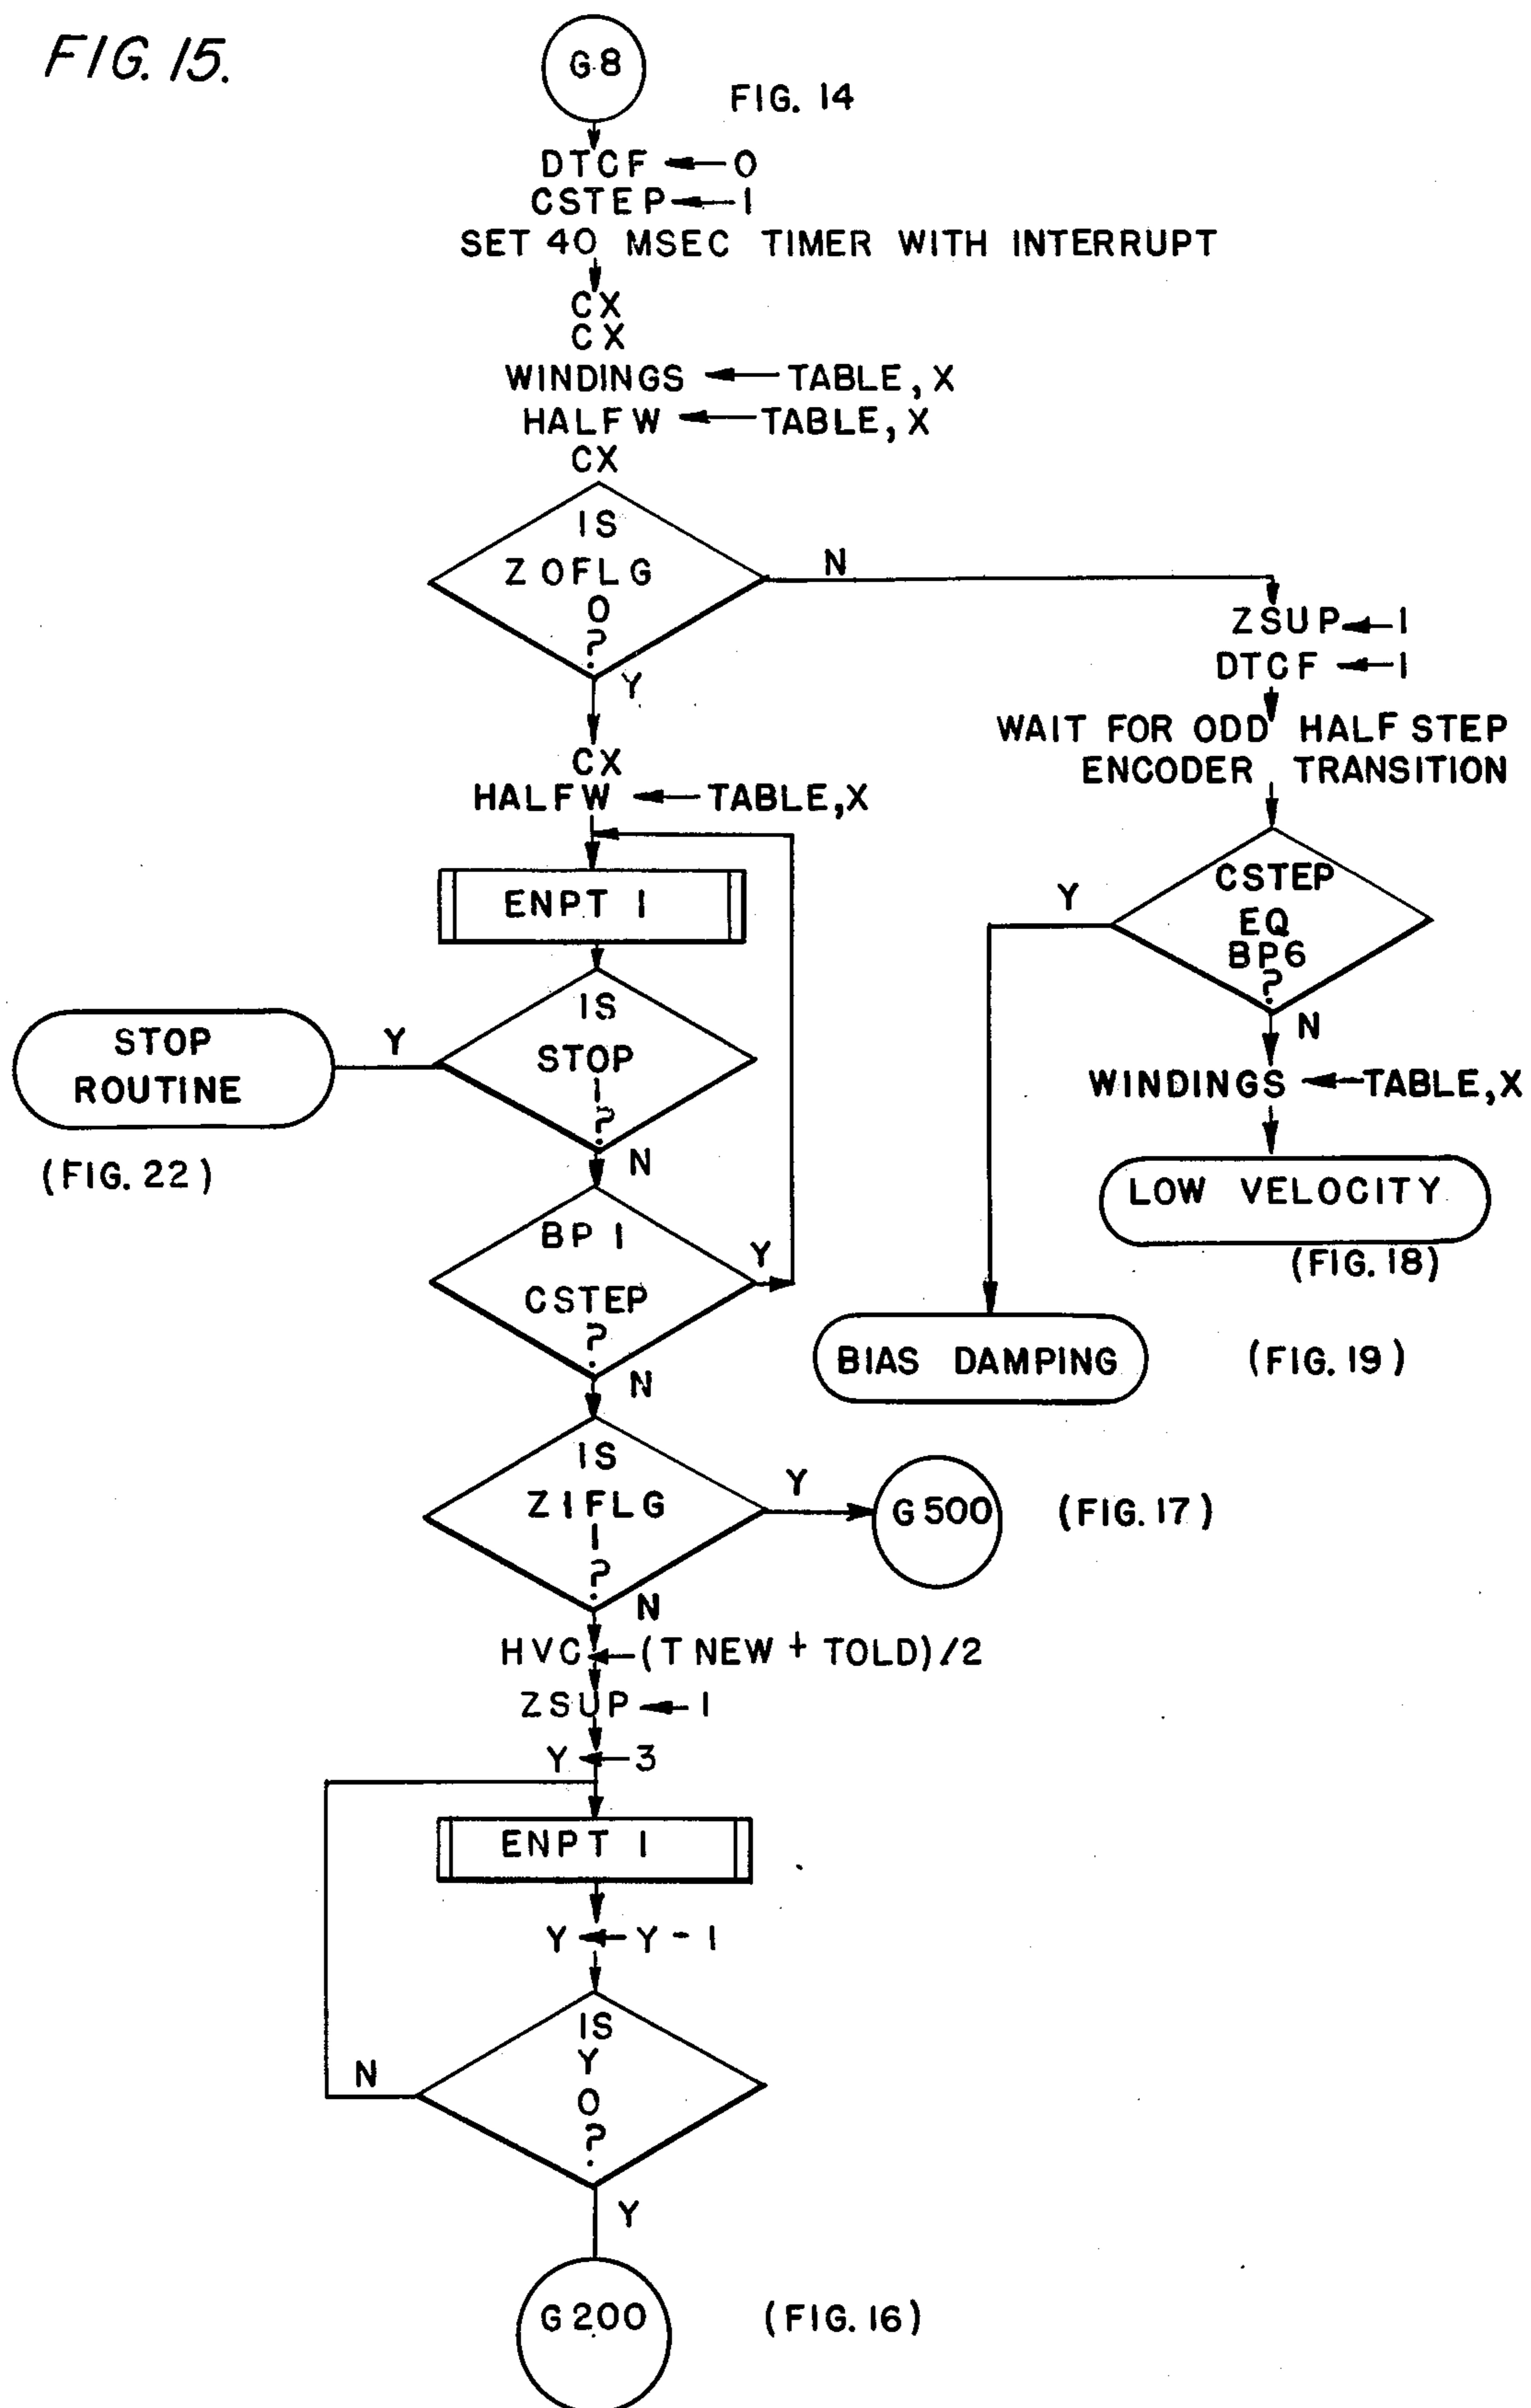 FIG. 15.
G8
FIG. 14
DTCF ← 0
CSTEP ← 1
SET 40 MSEC TIMER WITH INTERRUPT
CX
CX
WINDINGS ← TABLE, X
HALFW ← TABLE, X
CX
IS
ZOFLG
0
?
N
Y
ZSUP ← 1
DTCF ← 1
WAIT FOR ODD HALF STEP
ENCODER TRANSITION
CX
HALFW ← TABLE,X
ENPT 1
CSTEP
EQ
BP6
?
Y
N
IS
STOP
1
?
Y
N
STOP
ROUTINE
(FIG. 22)
WINDINGS ← TABLE,X
LOW VELOCITY
(FIG. 18)
BP 1
CSTEP
?
Y
N
BIAS DAMPING
(FIG. 19)
IS
Z1FLG
1
?
Y
G500
(FIG. 17)
N
HVC ← (T NEW + TOLD)/2
ZSUP ← 1
Y ← 3
ENPT 1
Y ← Y - 1
IS
Y
0
?
N
Y
G200
(FIG. 16)